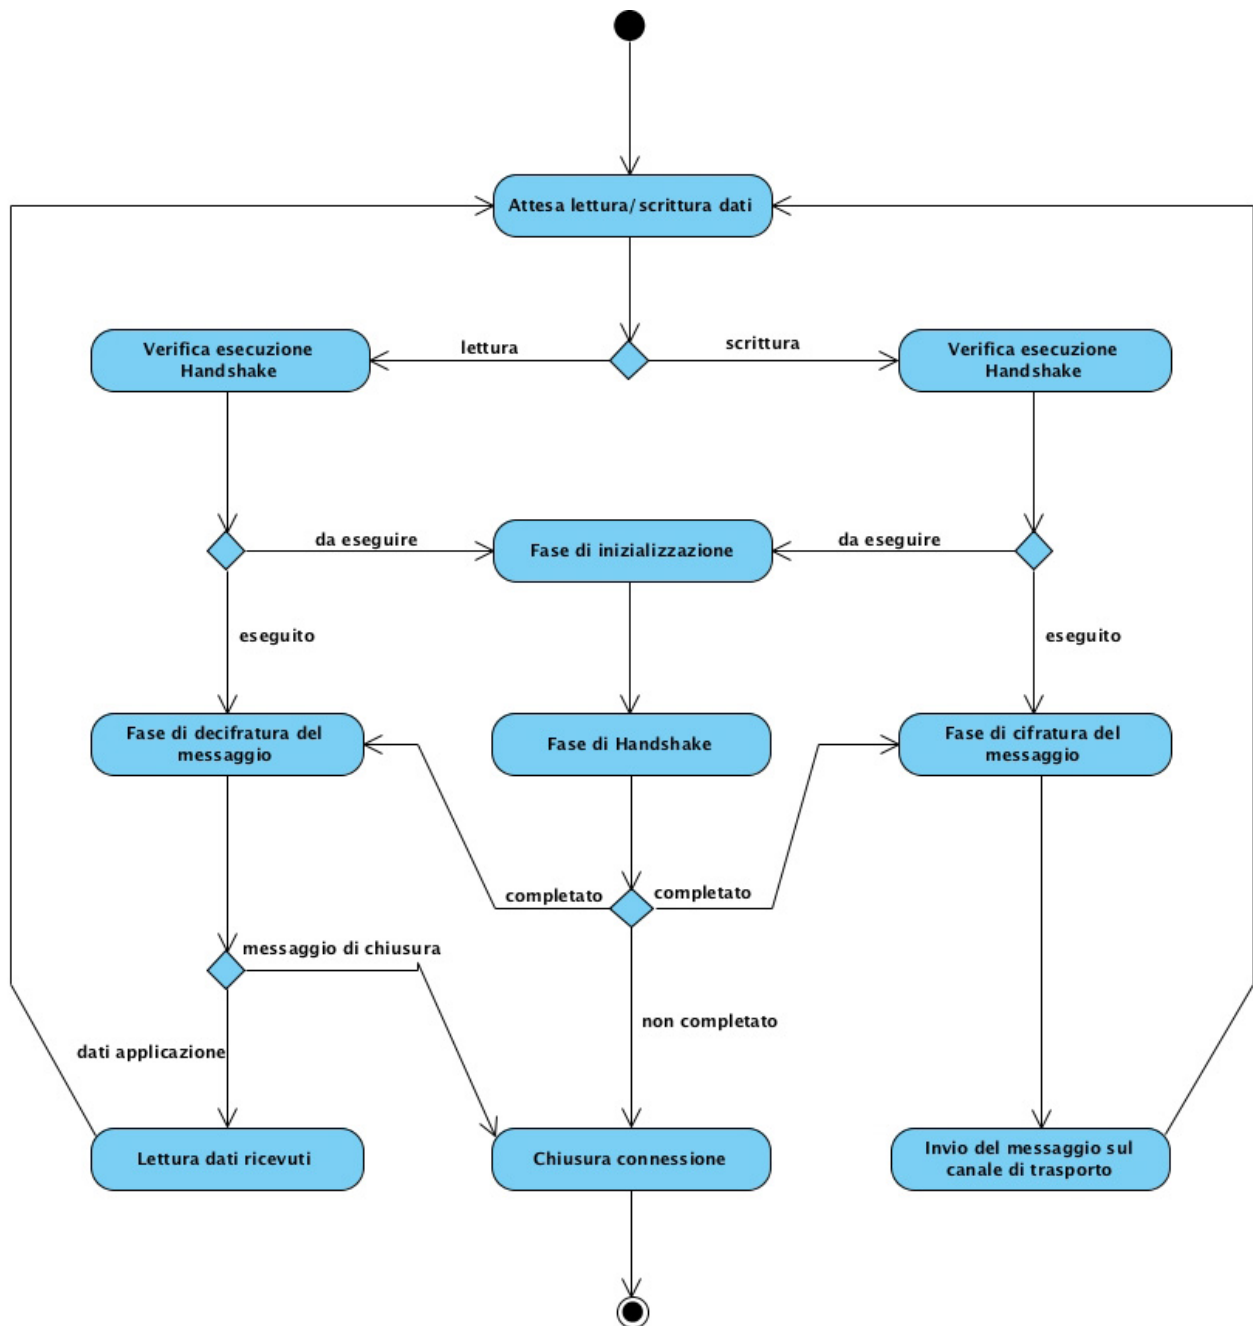 Attesa lettura/scrittura dati
lettura
scrittura
Verifica esecuzione
Handshake
Verifica esecuzione
Handshake
da eseguire
Fase di inizializzazione
da eseguire
eseguito
eseguito
Fase di decifratura del
messaggio
Fase di Handshake
Fase di cifratura del
messaggio
completato
completato
messaggio di chiusura
non completato
dati applicazione
Lettura dati ricevuti
Chiusura connessione
Invio del messaggio sul
canale di trasporto